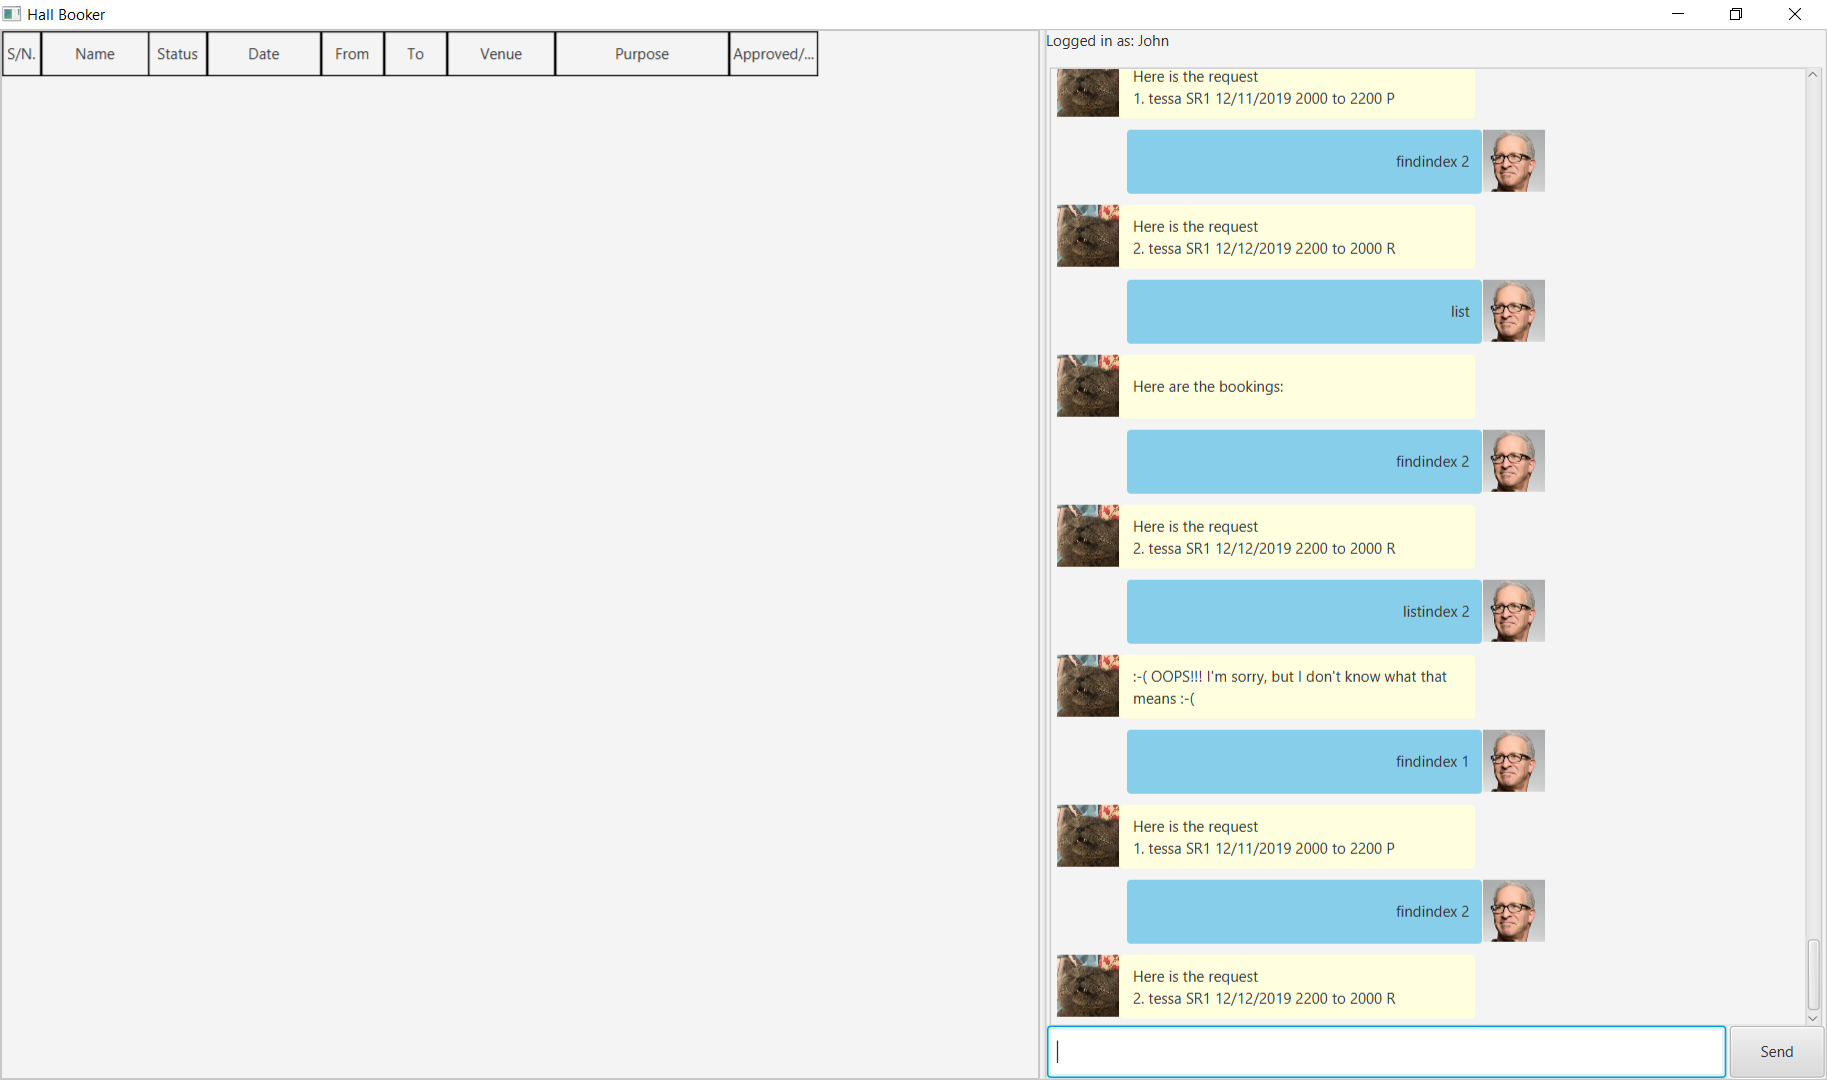 Hall Booker
S/N. Name Status Date From To Venue Purpose Approved/...
Logged in as: John
Here is the request
1. tessa SR1 12/11/2019 2000 to 2200 P
findindex 2
Here is the request
2. tessa SR1 12/12/2019 2200 to 2000 R
list
Here are the bookings:
findindex 2
Here is the request
2. tessa SR1 12/12/2019 2200 to 2000 R
listindex 2
:-( OOPS!!! I'm sorry, but I don't know what that
means :-(
findindex 1
Here is the request
1. tessa SR1 12/11/2019 2000 to 2200 P
findindex 2
Here is the request
2. tessa SR1 12/12/2019 2200 to 2000 R
Send